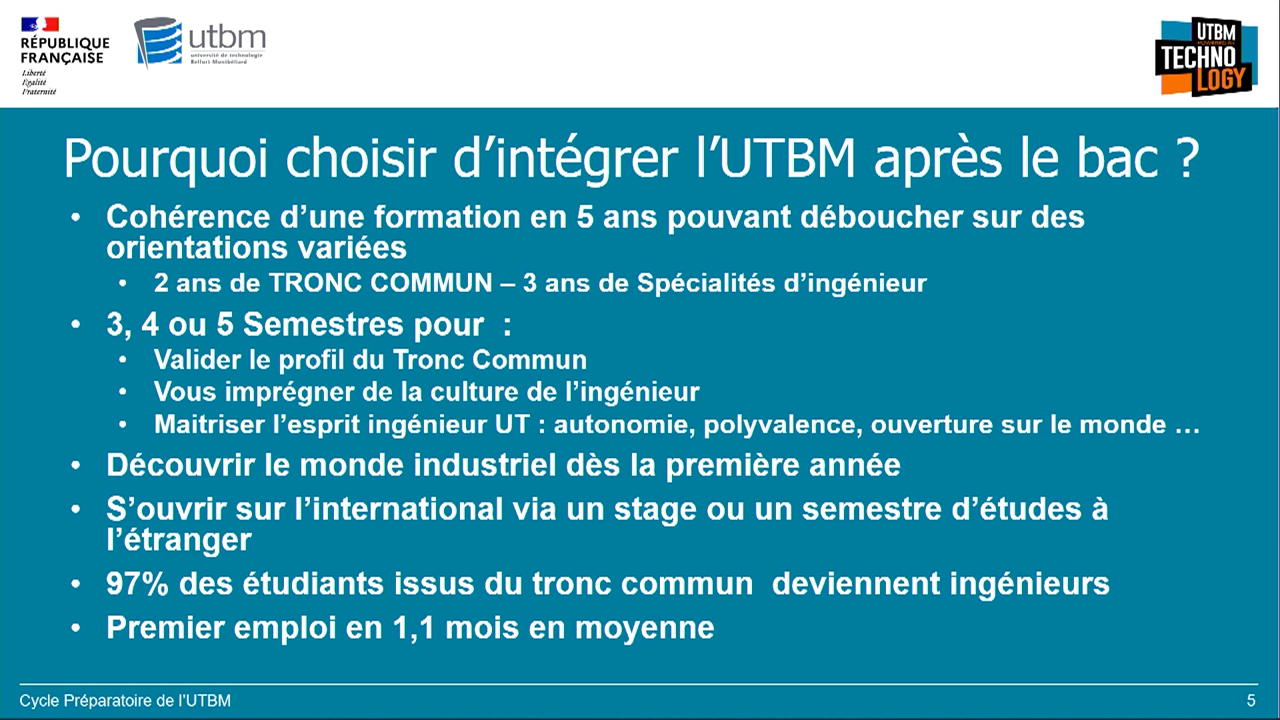 RÉPUBLIQUE
FRANÇAISE
Liberté
Égalité
Fraternité
utbm
université de technologie
Belfort-Montbéliard
UTBM
TECHNO
LOGY
Pourquoi choisir d’intégrer l’UTBM après le bac ?
• Cohérence d’une formation en 5 ans pouvant déboucher sur des
orientations variées
• 2 ans de TRONC COMMUN – 3 ans de Spécialités d’ingénieur
• 3, 4 ou 5 Semestres pour  :
• Valider le profil du Tronc Commun
• Vous imprégner de la culture de l’ingénieur
• Maitriser l’esprit ingénieur UT : autonomie, polyvalence, ouverture sur le monde …
• Découvrir le monde industriel dès la première année
• S’ouvrir sur l’international via un stage ou un semestre d’études à
l’étranger
• 97% des étudiants issus du tronc commun  deviennent ingénieurs
• Premier emploi en 1,1 mois en moyenne
Cycle Préparatoire de l'UTBM
5